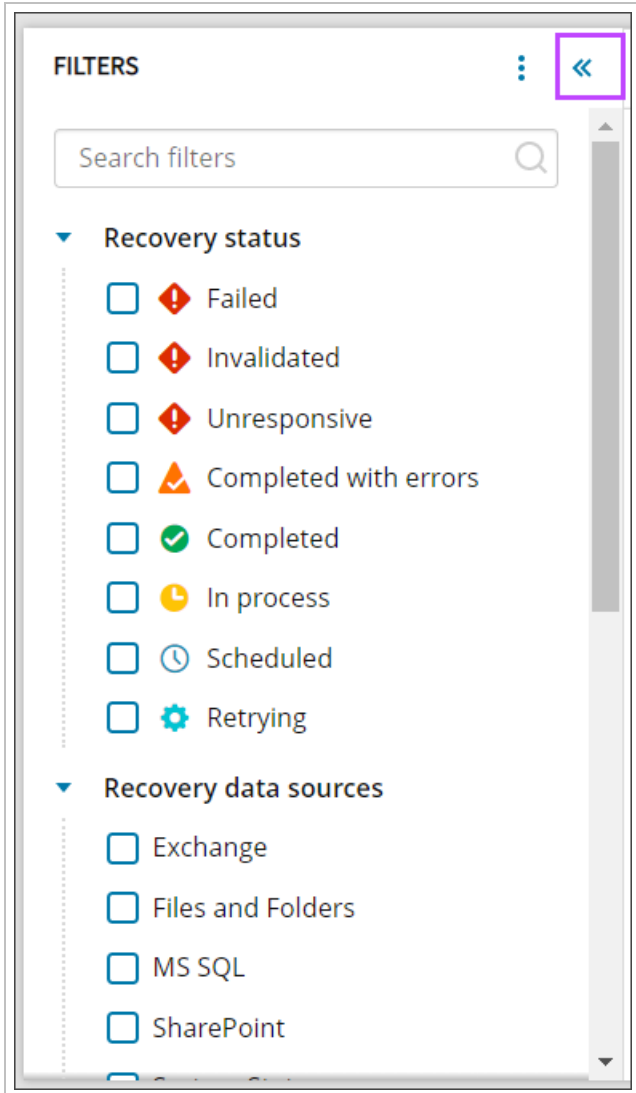 FILTERS
Search filters
Recovery status
Failed
Invalidated
Unresponsive
Completed with errors
Completed
In process
Scheduled
Retrying
Recovery data sources
Exchange
Files and Folders
MS SQL
SharePoint